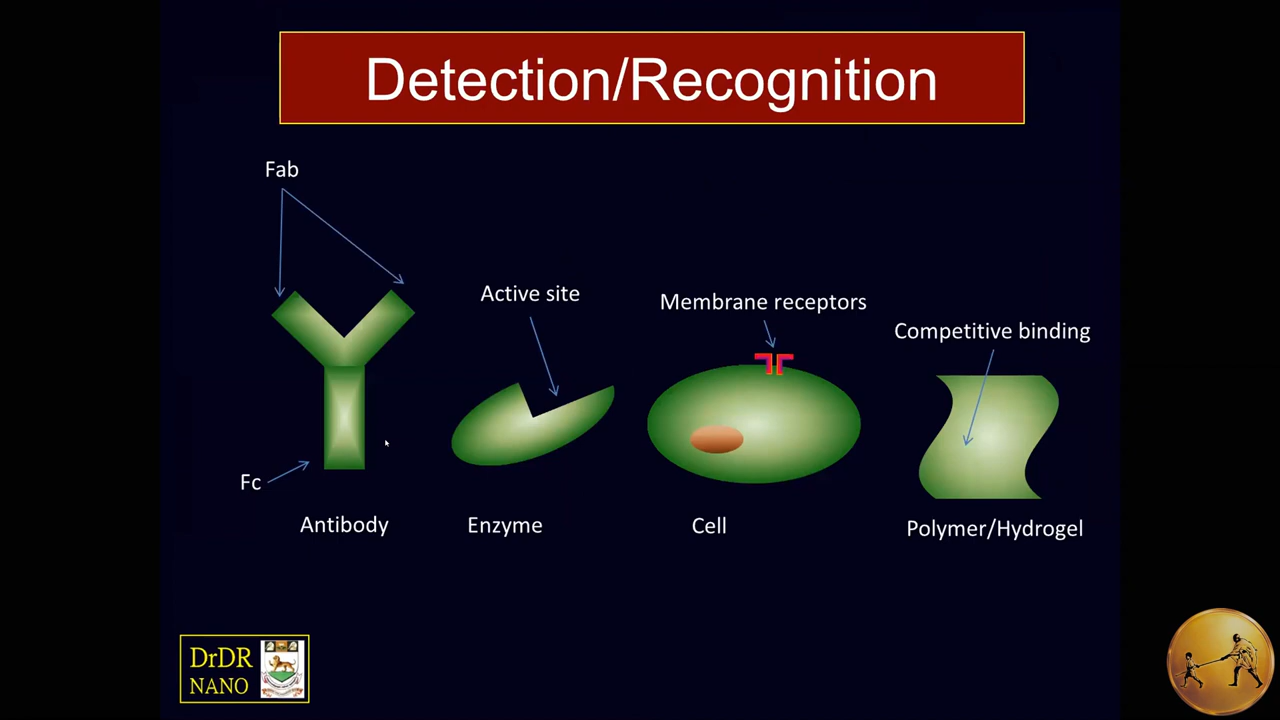 Detection/Recognition
Fab
Active site
Membrane receptors
Competitive binding
Fc
Antibody
Enzyme
Cell
Polymer/Hydrogel
DrDR
NANO